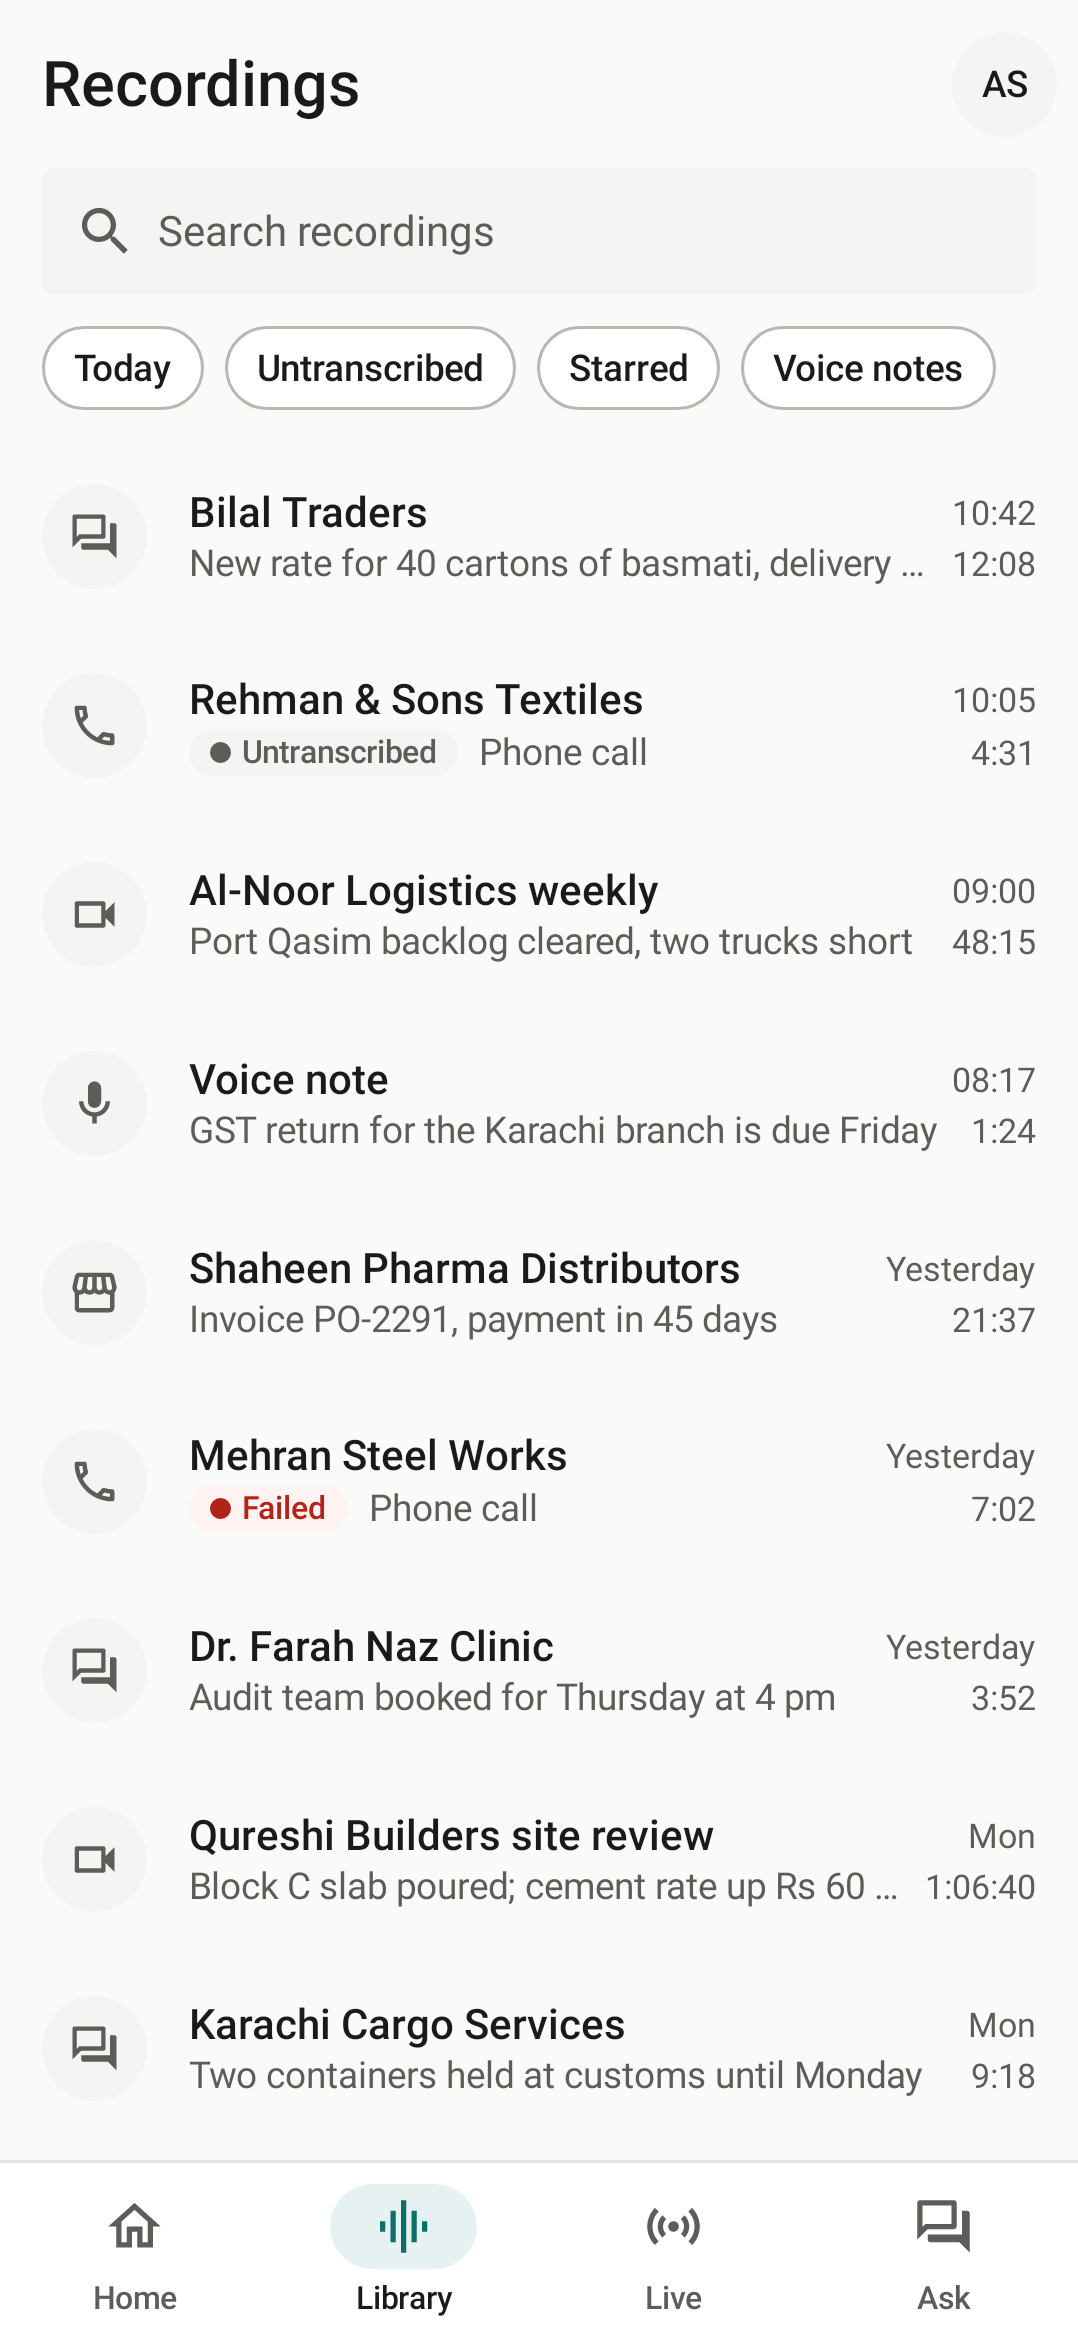 Recordings
AS
Search recordings
Today Untranscribed Starred Voice notes
Bilal Traders 10:42
New rate for 40 cartons of basmati, delivery ... 12:08
Rehman & Sons Textiles 10:05
Untranscribed Phone call 4:31
Al-Noor Logistics weekly 09:00
Port Qasim backlog cleared, two trucks short 48:15
Voice note 08:17
GST return for the Karachi branch is due Friday 1:24
Shaheen Pharma Distributors Yesterday
Invoice PO-2291, payment in 45 days 21:37
Mehran Steel Works Yesterday
Failed Phone call 7:02
Dr. Farah Naz Clinic Yesterday
Audit team booked for Thursday at 4 pm 3:52
Qureshi Builders site review Mon
Block C slab poured; cement rate up Rs 60 ... 1:06:40
Karachi Cargo Services Mon
Two containers held at customs until Monday 9:18
Home Library Live Ask